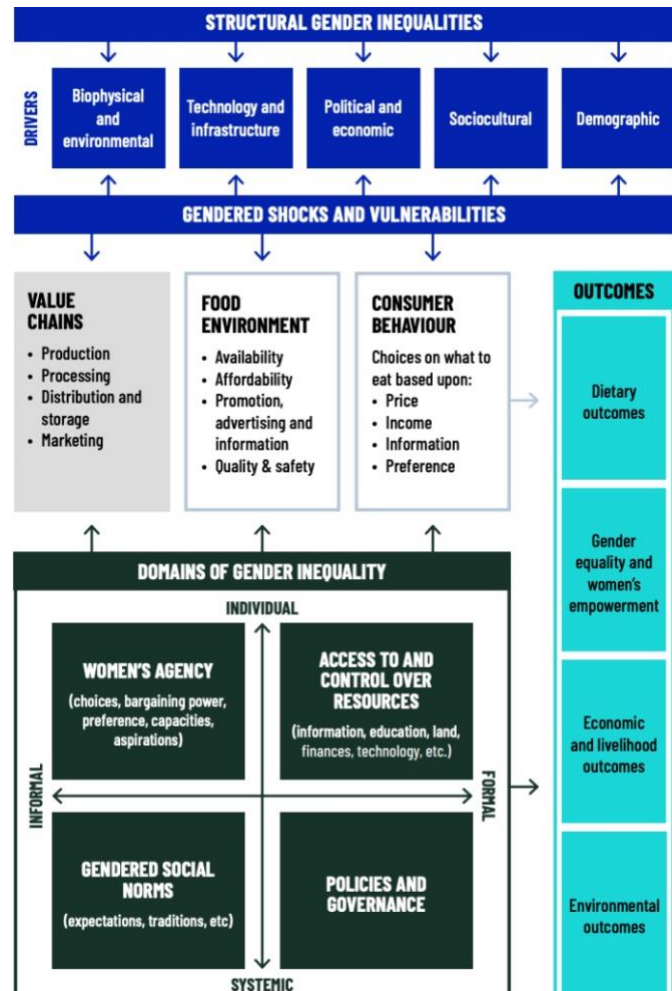 STRUCTURAL GENDER INEQUALITIES
DRIVERS
Biophysical
and
environmental
Technology and
infrastructure
Political and
economic
Sociocultural
Demographic
GENDERED SHOCKS AND VULNERABILITIES
VALUE
CHAINS
• Production
• Processing
• Distribution and
storage
• Marketing
FOOD
ENVIRONMENT
• Availability
• Affordability
• Promotion,
advertising and
information
• Quality & safety
CONSUMER
BEHAVIOUR
Choices on what to
eat based upon:
• Price
• Income
• Information
• Preference
OUTCOMES
Dietary
outcomes
Gender
equality and
women's
empowerment
Economic
and livelihood
outcomes
Environmental
outcomes
DOMAINS OF GENDER INEQUALITY
INDIVIDUAL
WOMEN'S AGENCY
(choices, bargaining power,
preference, capacities,
aspirations)
ACCESS TO AND
CONTROL OVER
RESOURCES
(information, education, land,
finances, technology, etc.)
INFORMAL
FORMAL
GENDERED SOCIAL
NORMS
(expectations, traditions, etc)
POLICIES AND
GOVERNANCE
SYSTEMIC